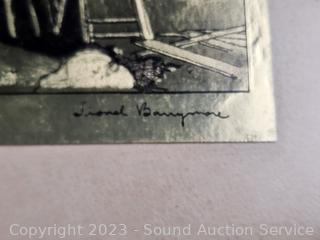 Lionel Barrymore
Copyright 2023 - Sound Auction Service